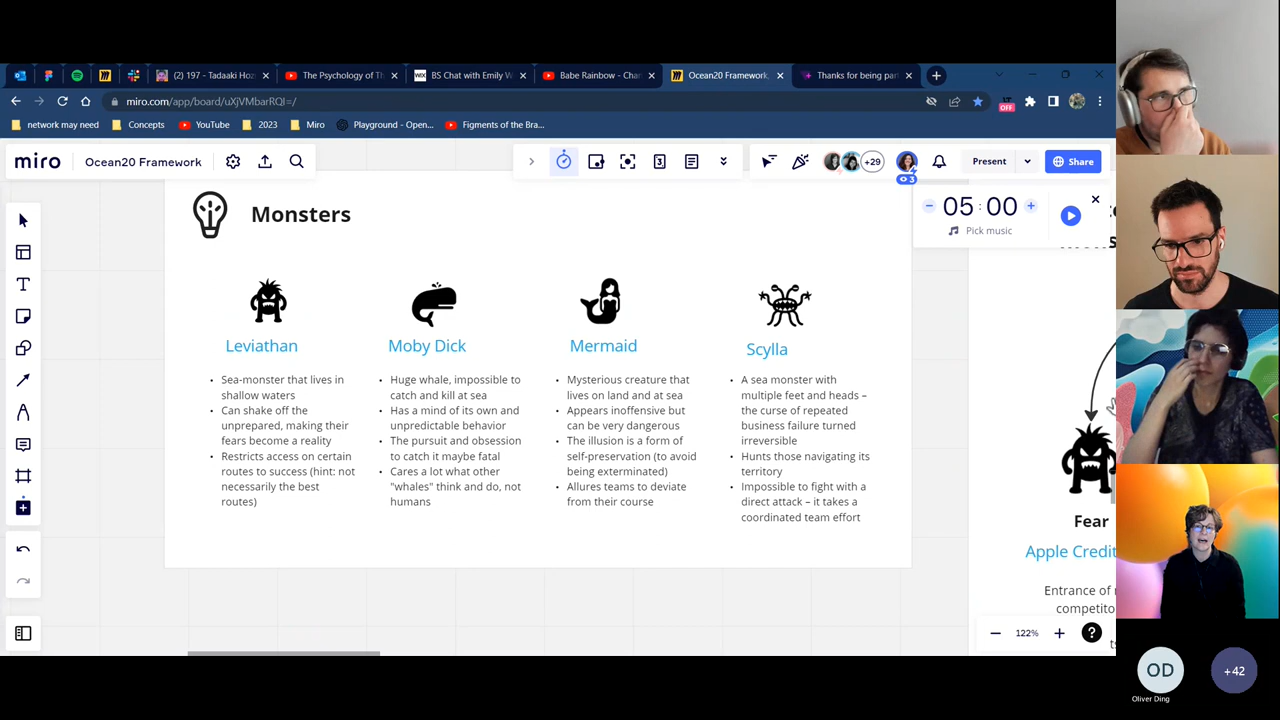 (2) 197 - Tadaaki Hoz
The Psychology of Th
WIX
BS Chat with Emily W
Babe Rainbow - Chan
Ocean20 Framework,
Thanks for being part
miro.com/app/board/uXjVMbarRQI=/
OFF
network may need
Concepts
YouTube
2023
Miro
Playground - Open...
Figments of the Bra...
miro
Ocean20 Framework
3
+29
3
Present
Share
05:00
Pick music
Monsters
Leviathan
Sea-monster that lives in
shallow waters
Can shake off the
unprepared, making their
fears become a reality
Restricts access on certain
routes to success (hint: not
necessarily the best
routes)
Moby Dick
Huge whale, impossible to
catch and kill at sea
Has a mind of its own and
unpredictable behavior
The pursuit and obsession
to catch it maybe fatal
Cares a lot what other
"whales" think and do, not
humans
Mermaid
Mysterious creature that
lives on land and at sea
Appears inoffensive but
can be very dangerous
The illusion is a form of
self-preservation (to avoid
being exterminated)
Allures teams to deviate
from their course
Scylla
A sea monster with
multiple feet and heads –
the curse of repeated
business failure turned
irreversible
Hunts those navigating its
territory
Impossible to fight with a
direct attack – it takes a
coordinated team effort
Fear
Apple Credit
Entrance of
competito
122%
?
OD
Oliver Ding
+42